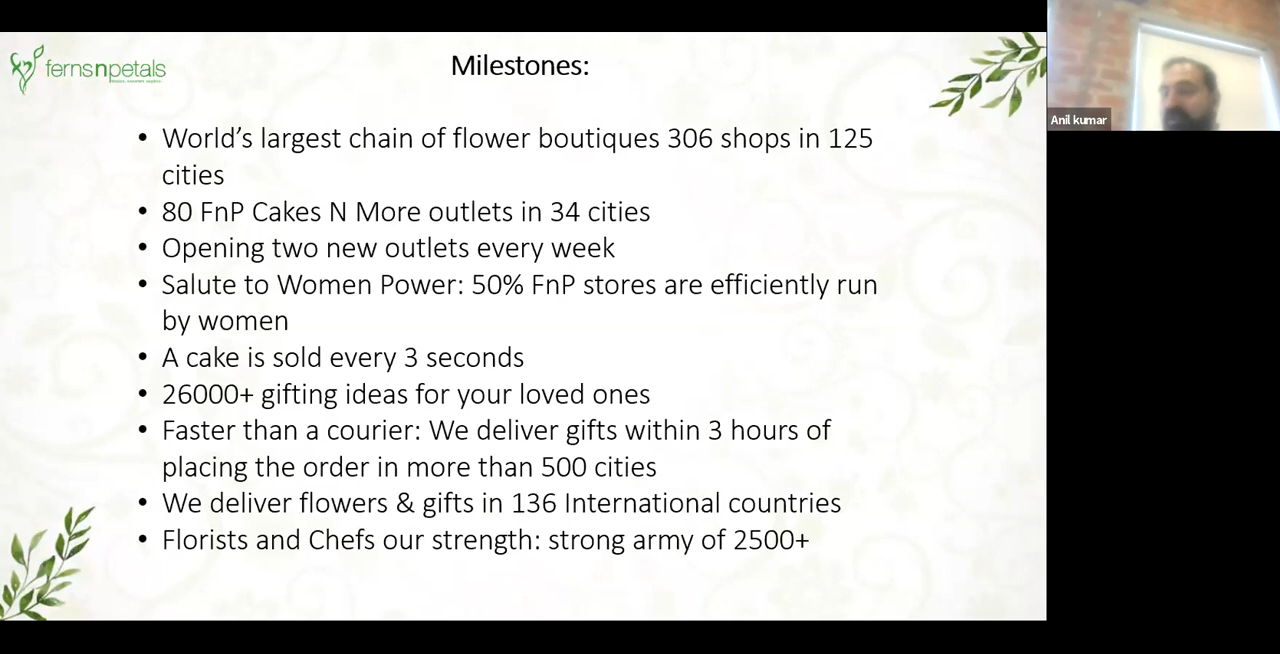 fernsnpetals
Milestones:
• World's largest chain of flower boutiques 306 shops in 125
cities
• 80 FnP Cakes N More outlets in 34 cities
• Opening two new outlets every week
• Salute to Women Power: 50% FnP stores are efficiently run
by women
• A cake is sold every 3 seconds
• 26000+ gifting ideas for your loved ones
• Faster than a courier: We deliver gifts within 3 hours of
placing the order in more than 500 cities
• We deliver flowers & gifts in 136 International countries
• Florists and Chefs our strength: strong army of 2500+
Anil kumar